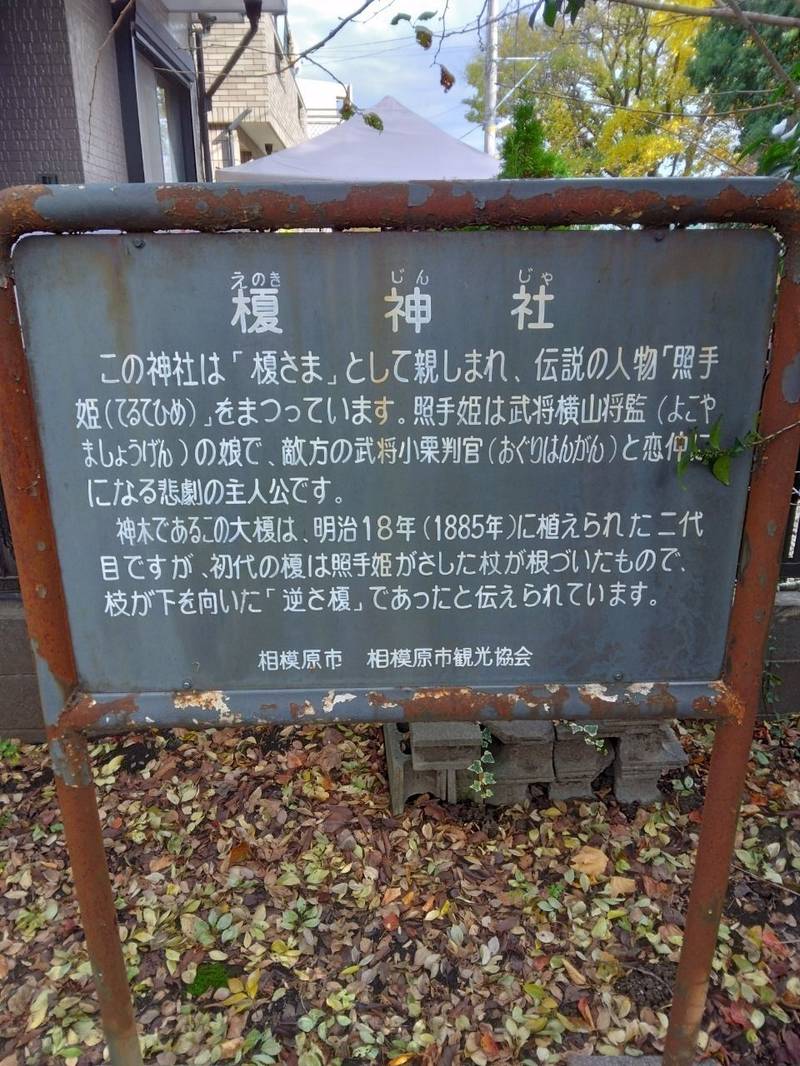 えのき じん じゃ
榎 神 社
この神社は「榎さま」として親しまれ、伝説の人物「照手
姫(てるてひめ)」をまつっています。照手姫は武将横山将監(よこや
ましょうげん)の娘で、敵方の武将小栗判官(おぐりはんがん)と恋仲に
になる悲劇の主人公です。
神木であるこの大榎は、明治18年(1885年)に植えられた二代
目ですが、初代の榎は照手姫がさした杖が根づいたもので、
枝が下を向いた「逆さ榎」であったと伝えられています。
相模原市 相模原市観光協会